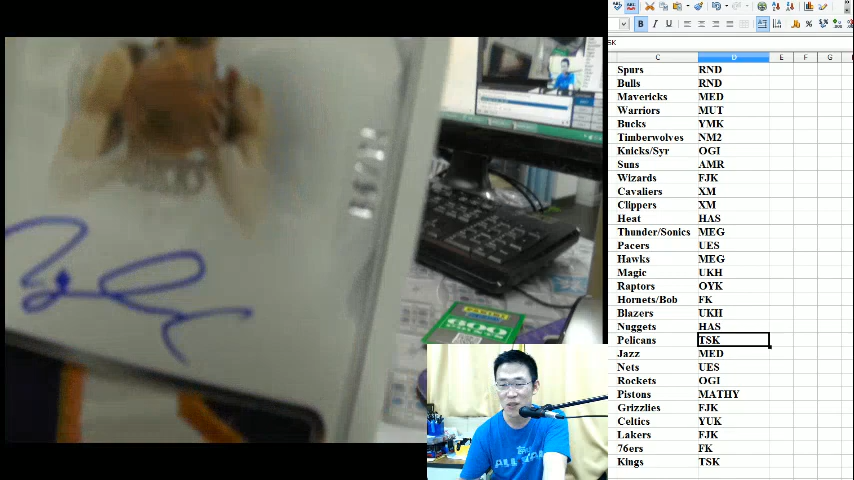 SK
C D E F G
Spurs RND
Bulls RND
Mavericks MED
Warriors MUT
Bucks YMK
Timberwolves NM2
Knicks/Syr OGI
Suns AMR
Wizards FJK
Cavaliers XM
Clippers XM
Heat HAS
Thunder/Sonics MEG
Pacers UES
Hawks MEG
Magic UKH
Raptors OYK
Hornets/Bob FK
Blazers UKH
Nuggets HAS
Pelicans TSK
Jazz MED
Nets UES
Rockets OGI
Pistons MATHY
Grizzlies FJK
Celtics YUK
Lakers FJK
76ers FK
Kings TSK
PANINI
ALL